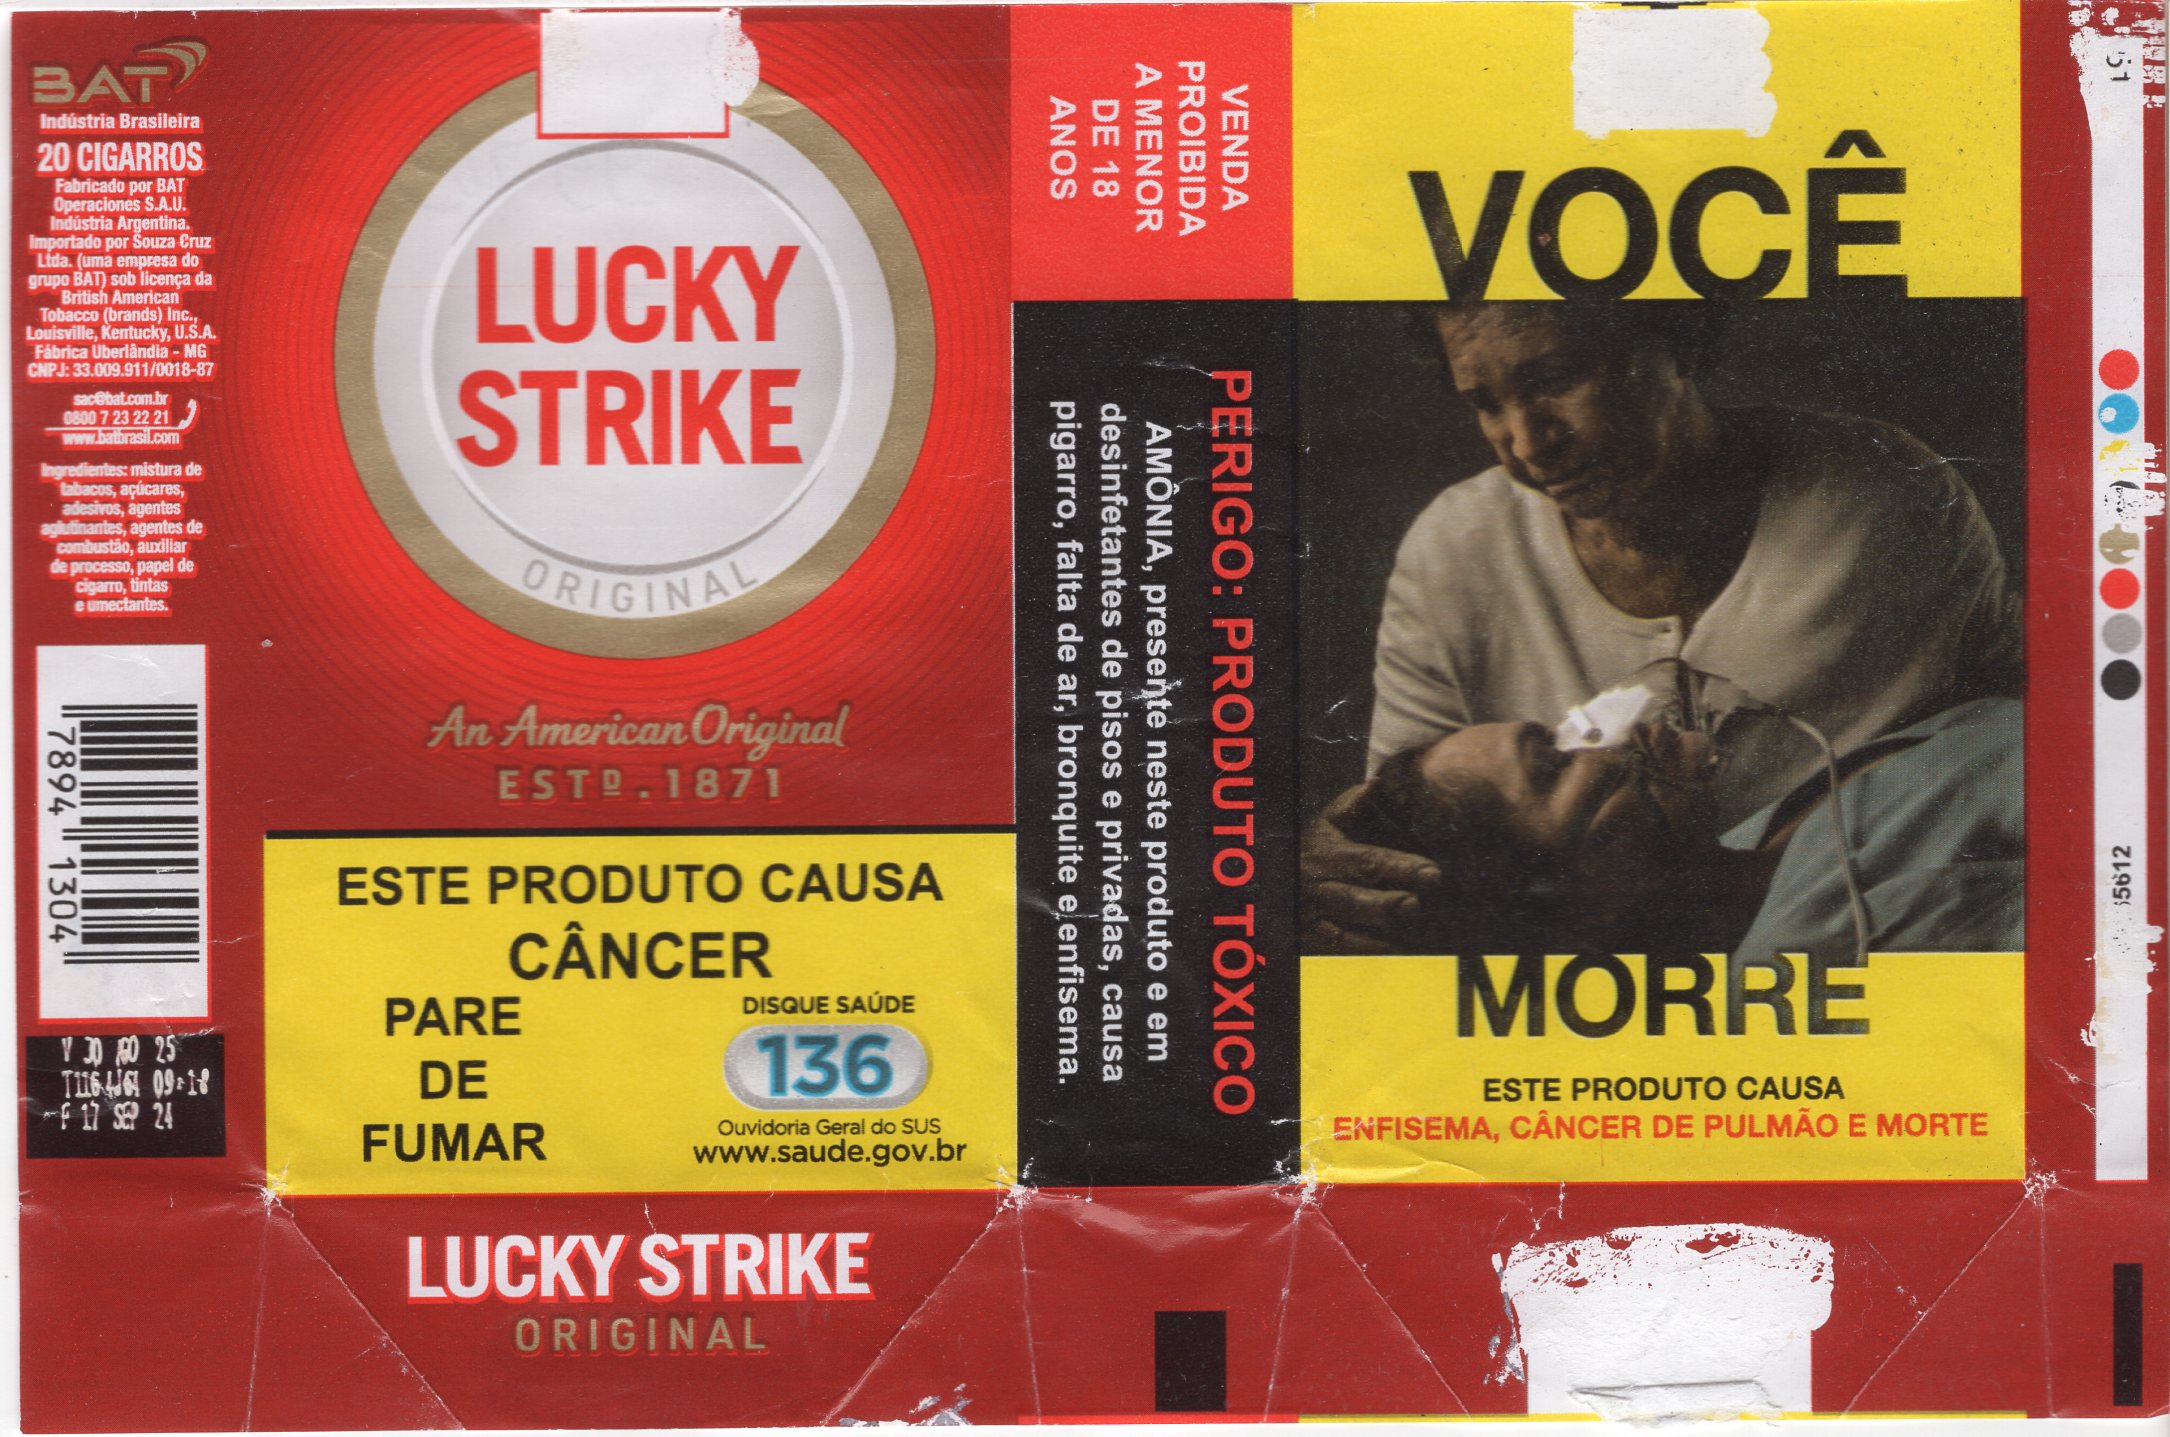 BAT
Indústria Brasileira
20 CIGARROS
Fabricado por BAT
Operaciones S.A.U.
Indústria Argentina.
Importado por Souza Cruz
Ltda. (uma empresa do
grupo BAT) sob licença da
British American
Tobacco (brands) Inc.,
Louisville, Kentucky, U.S.A.
Fábrica Uberlândia - MG
CNPJ: 33.009.911/0018-87
sac@bat.com.br
0800 7 23 22 21
www.batbrasil.com
Ingredientes: mistura de
tabacos, açúcares,
adesivos, agentes
aglutinantes, agentes de
combustão, auxiliar
de processo, papel de
cigarro, tintas
e umectantes.
7894 1304
V 30 25
F 17 SEP 24
LUCKY
STRIKE
ORIGINAL
An American Original
ESTD.1871
ESTE PRODUTO CAUSA
CÂNCER
PARE
DE
FUMAR
DISQUE SAÚDE
136
Ouvidoria Geral do SUS
www.saude.gov.br
LUCKY STRIKE
ORIGINAL
VENDA
PROIBIDA
A MENOR
DE 18
ANOS
PERIGO: PRODUTO TÓXICO
AMÔNIA, presente neste produto e em
desinfetantes de pisos e privadas, causa
pigarro, falta de ar, bronquite e enfisema.
VOCÊ
MORRE
ESTE PRODUTO CAUSA
ENFISEMA, CÂNCER DE PULMÃO E MORTE
51
5612